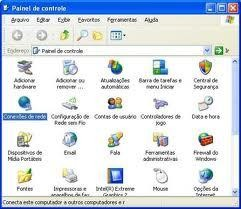 Painel de controle
Arquivo Editar Exibir Favoritos Ferramentas Ajuda
Endereço Painel de controle
Adicionar hardware
Adicionar ou remover ...
Atualizações automáticas
Barra de tarefas e menu Iniciar
Central de Segurança
Conexões de rede
Configuração de Rede sem Fio
Contas de usuário
Controladores de jogo
Data e hora
Dispositivos de Mídia Portáteis
Email
Fala
Ferramentas administrativas
Firewall do Windows
Fontes
Impressoras e aparelhos de fax
Intel(R) Extreme Graphics 2
Mouse
Opções da Internet
Conecta este computador a outros computadores e r